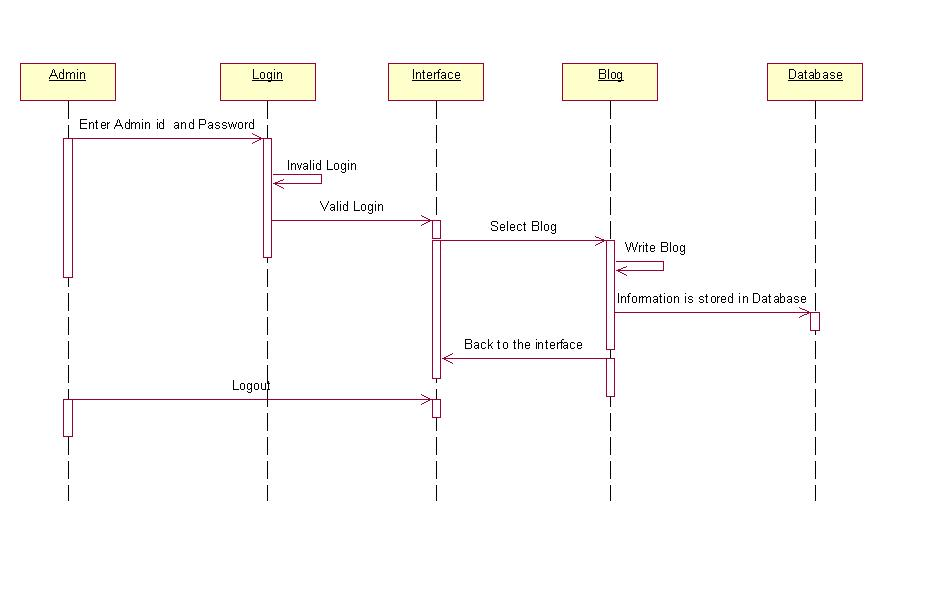 Admin
Login
Interface
Blog
Database
Enter Admin id  and Password
Invalid Login
Valid Login
Select Blog
Write Blog
Information is stored in Database
Back to the interface
Logout